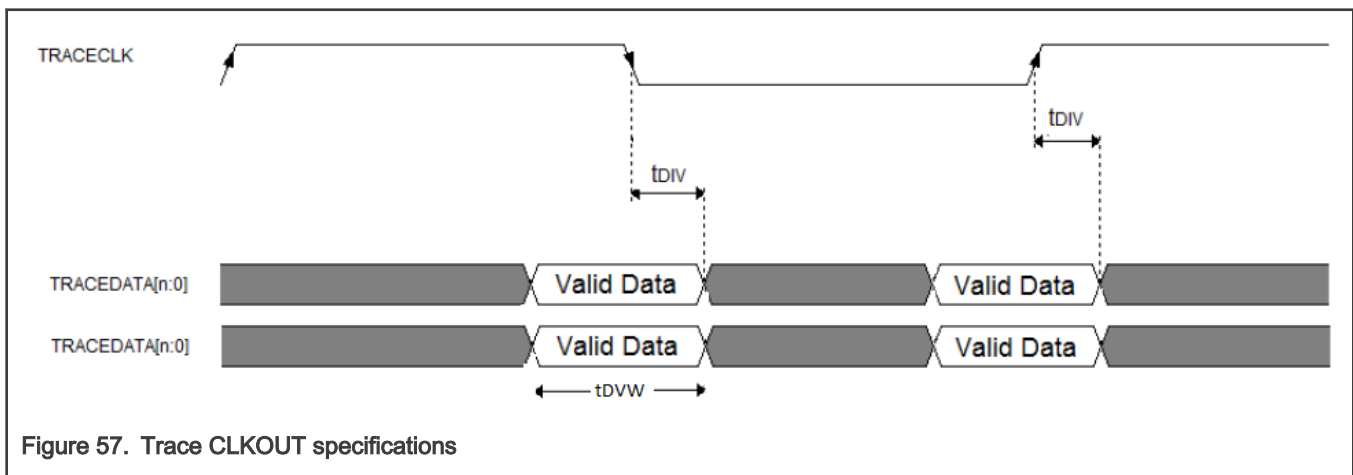 TRACECLK
tDIV
tDIV
TRACEDATA[n:0] Valid Data Valid Data
TRACEDATA[n:0] Valid Data Valid Data
tDVW
Figure 57. Trace CLKOUT specifications